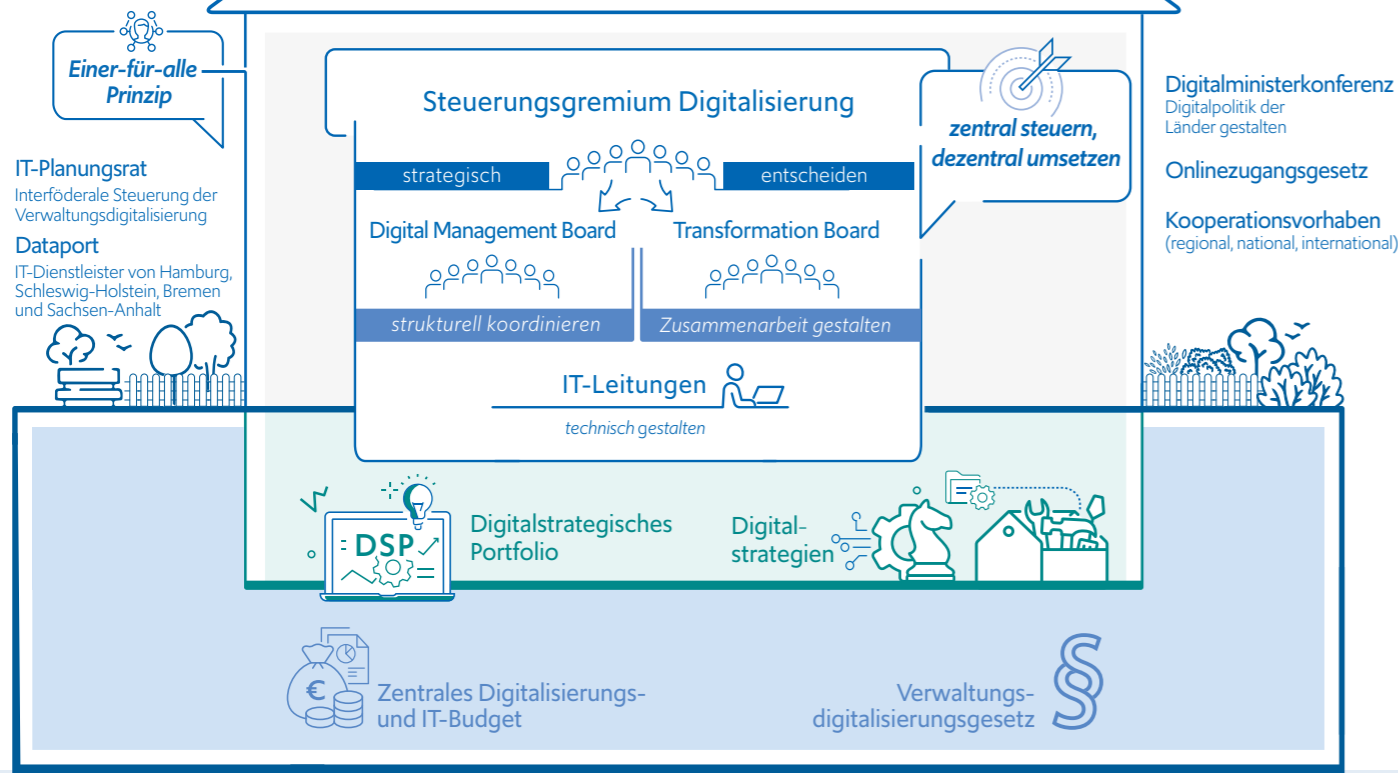 Einer-für-alle
Prinzip
IT-Planungsrat
Interföderale Steuerung der
Verwaltungsdigitalisierung
Dataport
IT-Dienstleister von Hamburg,
Schleswig-Holstein, Bremen
und Sachsen-Anhalt
Steuerungsgremium Digitalisierung
strategisch
entscheiden
Digital Management Board
Transformation Board
strukturell koordinieren
Zusammenarbeit gestalten
IT-Leitungen
technisch gestalten
zentral steuern,
dezentral umsetzen
Digitalministerkonferenz
Digitalpolitik der
Länder gestalten
Onlinezugangsgesetz
Kooperationsvorhaben
(regional, national, international)
DSP
Digitalstrategisches
Portfolio
Digital-
strategien
€
Zentrales Digitalisierungs-
und IT-Budget
Verwaltungs-
digitalisierungsgesetz
§